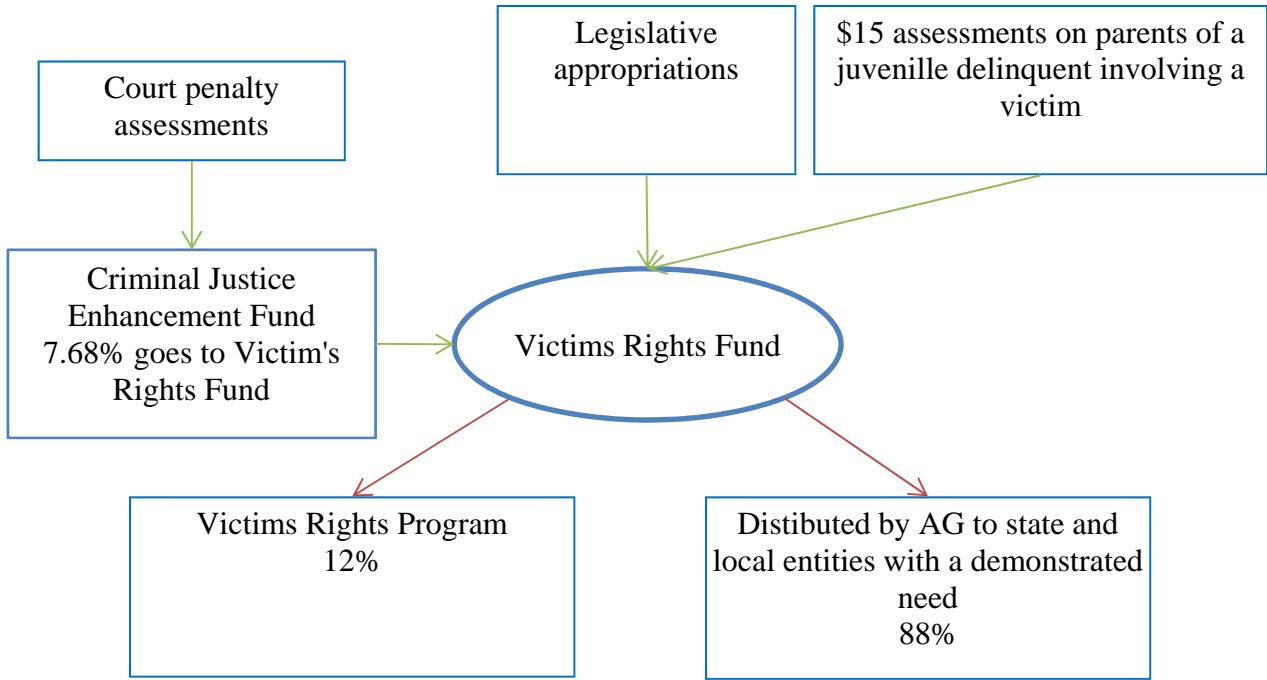 Legislative
appropriations
$15 assessments on parents of a
juvenille delinquent involving a
victim
Court penalty
assessments
Criminal Justice
Enhancement Fund
7.68% goes to Victim's
Rights Fund
Victims Rights Fund
Victims Rights Program
12%
Distibuted by AG to state and
local entities with a demonstrated
need
88%